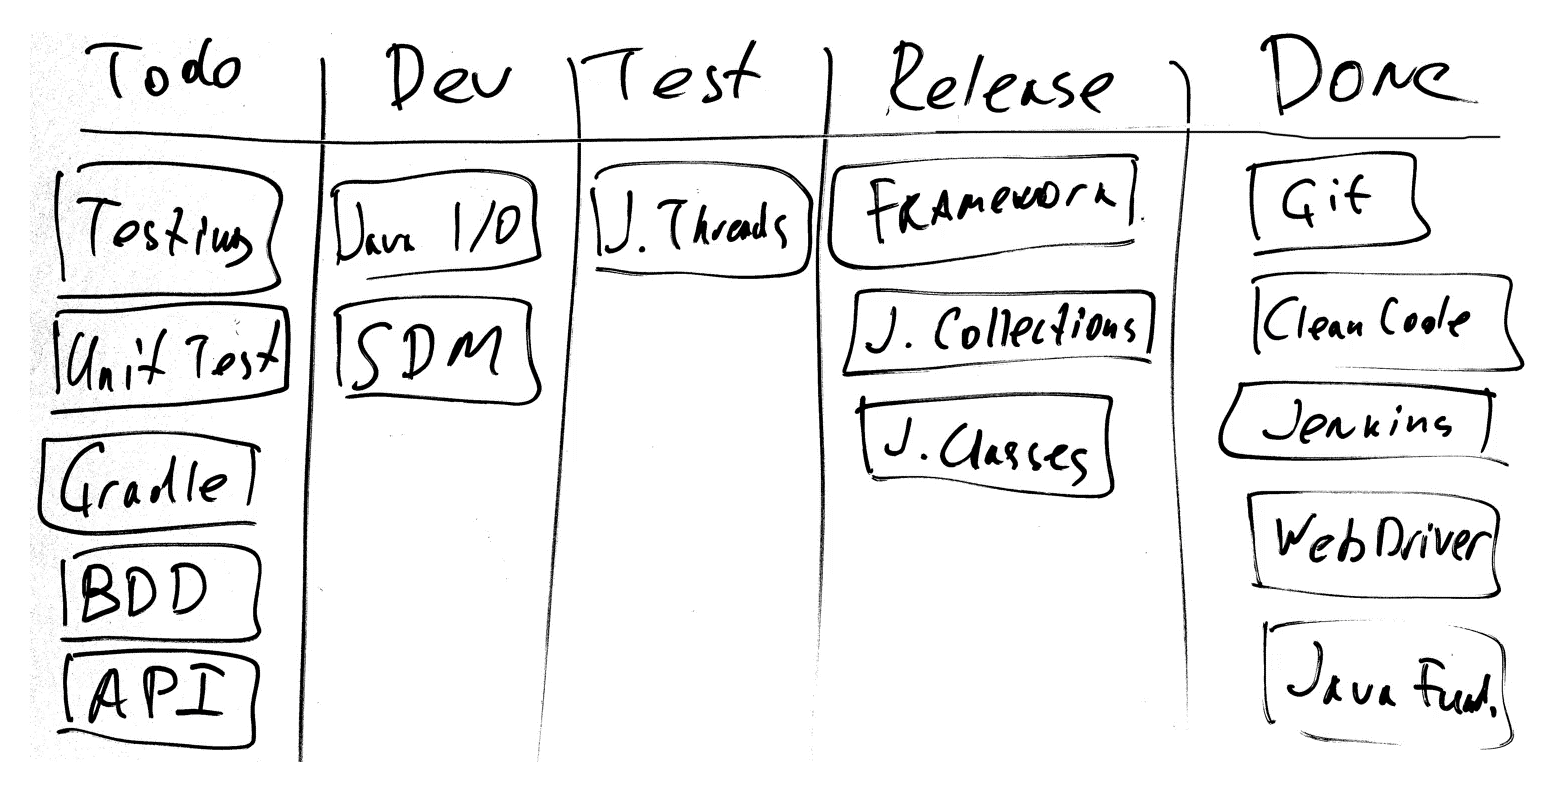 Todo
Dev
Test
Release
Done
Testing
Java I/O
J. Threads
FRAMEWORK
Git
Unit Test
SDM
J. Collections
Clean Code
Gradle
J. Classes
Jenkins
BDD
WebDriver
API
Java Fund.